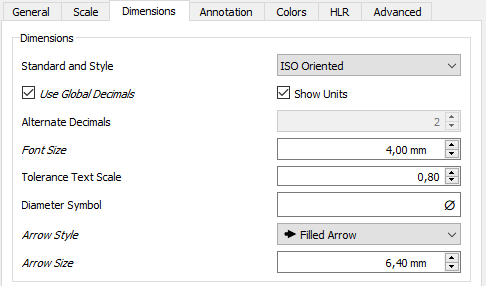 General Scale Dimensions Annotation Colors HLR Advanced
Dimensions
Standard and Style ISO Oriented
Use Global Decimals Show Units
Alternate Decimals 2
Font Size 4,00 mm
Tolerance Text Scale 0,80
Diameter Symbol ⌀
Arrow Style Filled Arrow
Arrow Size 6,40 mm